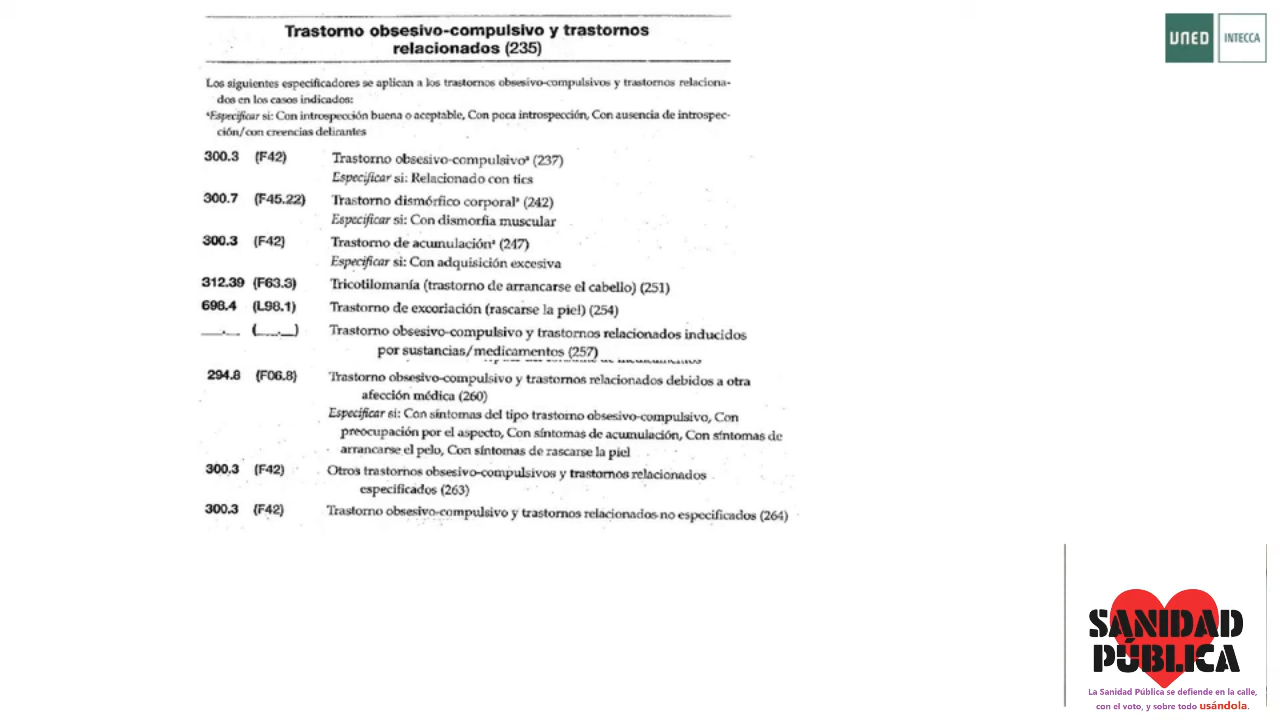 Trastorno obsesivo-compulsivo y trastornos
relacionados (235)
UNED
INTECCA
Los siguientes especificadores se aplican a los trastornos obsesivo-compulsivos y trastornos relaciona-
dos en los casos indicados:
ªEspecificar si: Con introspección buena o aceptable, Con poca introspección, Con ausencia de introspec-
ción/con creencias delirantes
300.3 (F42) Trastorno obsesivo-compulsivoª (237)
Especificar si: Relacionado con tics
300.7 (F45.22) Trastorno dismórfico corporalª (242)
Especificar si: Con dismorfia muscular
300.3 (F42) Trastorno de acumulaciónª (247)
Especificar si: Con adquisición excesiva
312.39 (F63.3) Tricotilomanía (trastorno de arrancarse el cabello) (251)
698.4 (L98.1) Trastorno de excoriación (rascarse la piel) (254)
___.__ (___.__) Trastorno obsesivo-compulsivo y trastornos relacionados inducidos
por sustancias/medicamentos (257)
294.8 (F06.8) Trastorno obsesivo-compulsivo y trastornos relacionados debidos a otra
afección médica (260)
Especificar si: Con síntomas del tipo trastorno obsesivo-compulsivo, Con
preocupación por el aspecto, Con síntomas de acumulación, Con síntomas de
arrancarse el pelo, Con síntomas de rascarse la piel
300.3 (F42) Otros trastornos obsesivo-compulsivos y trastornos relacionados
especificados (263)
300.3 (F42) Trastorno obsesivo-compulsivo y trastornos relacionados no especificados (264)
SANIDAD
PÚBLICA
La Sanidad Pública se defiende en la calle,
con el voto, y sobre todo usándola.